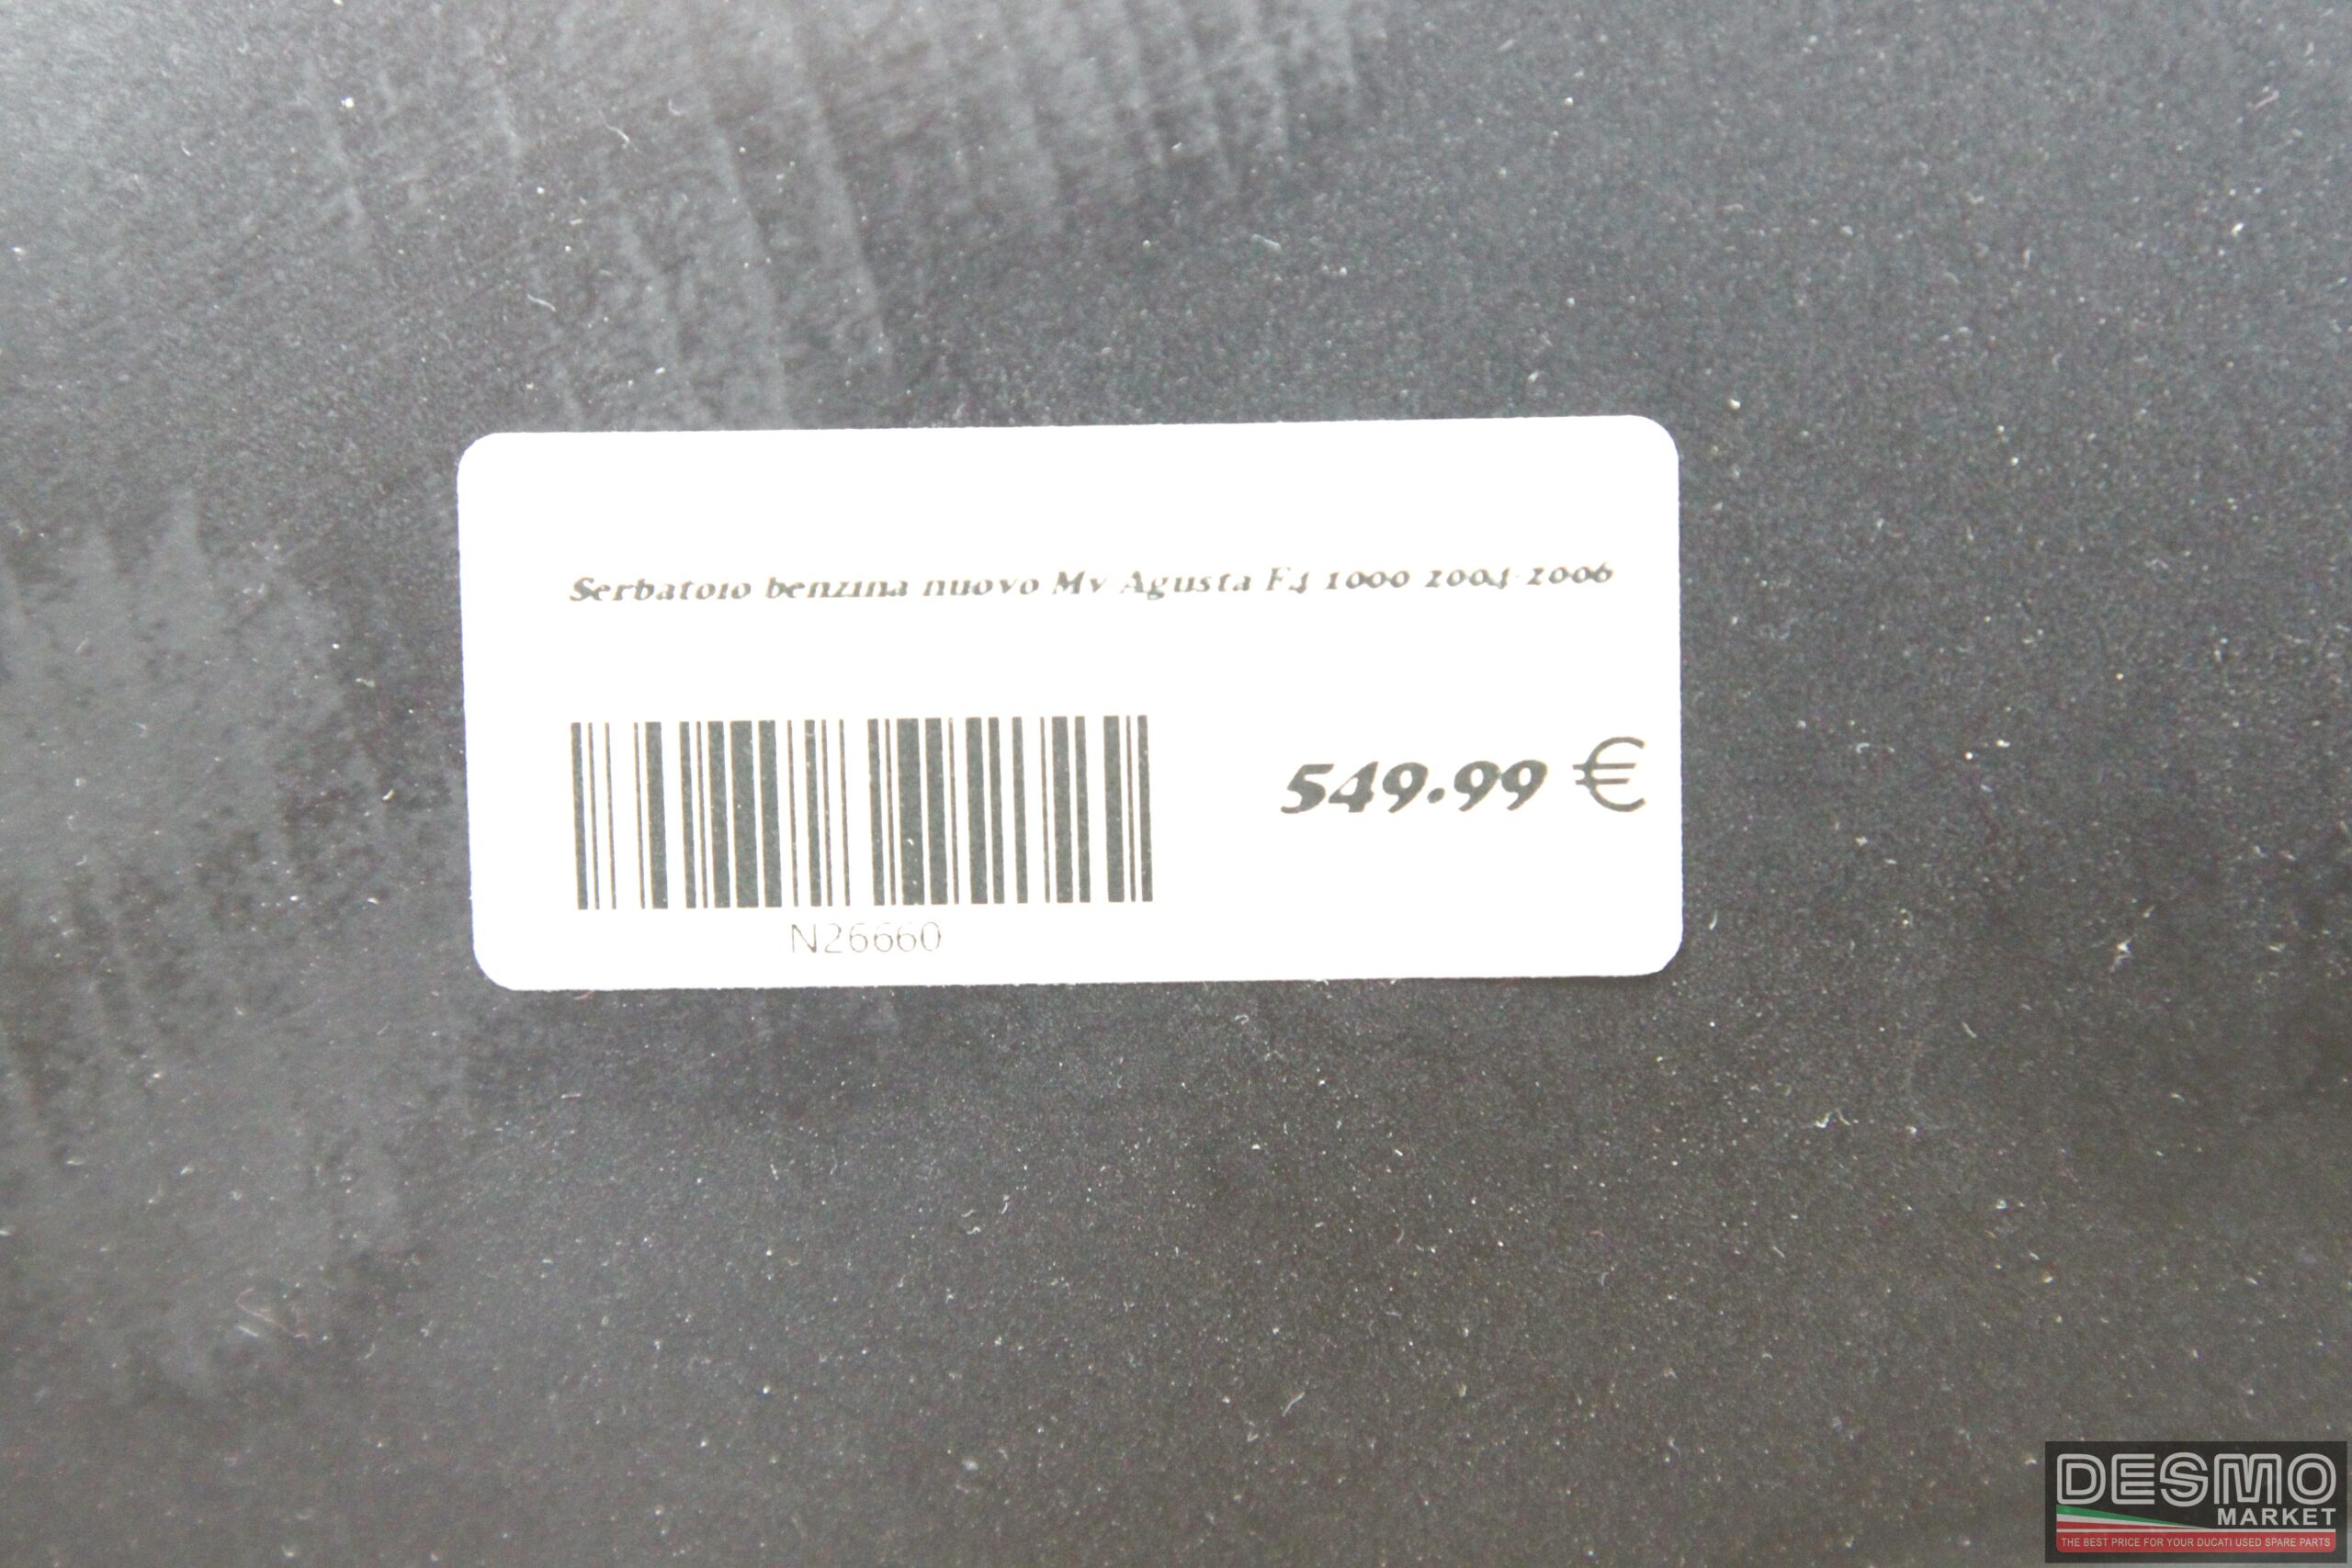 Serbatoio benzina nuovo Mv Agusta F4 1000 2004-2006
549.99 €
N26660
DESMO
MARKET
THE BEST PRICE FOR YOUR DUCATI USED SPARE PARTS